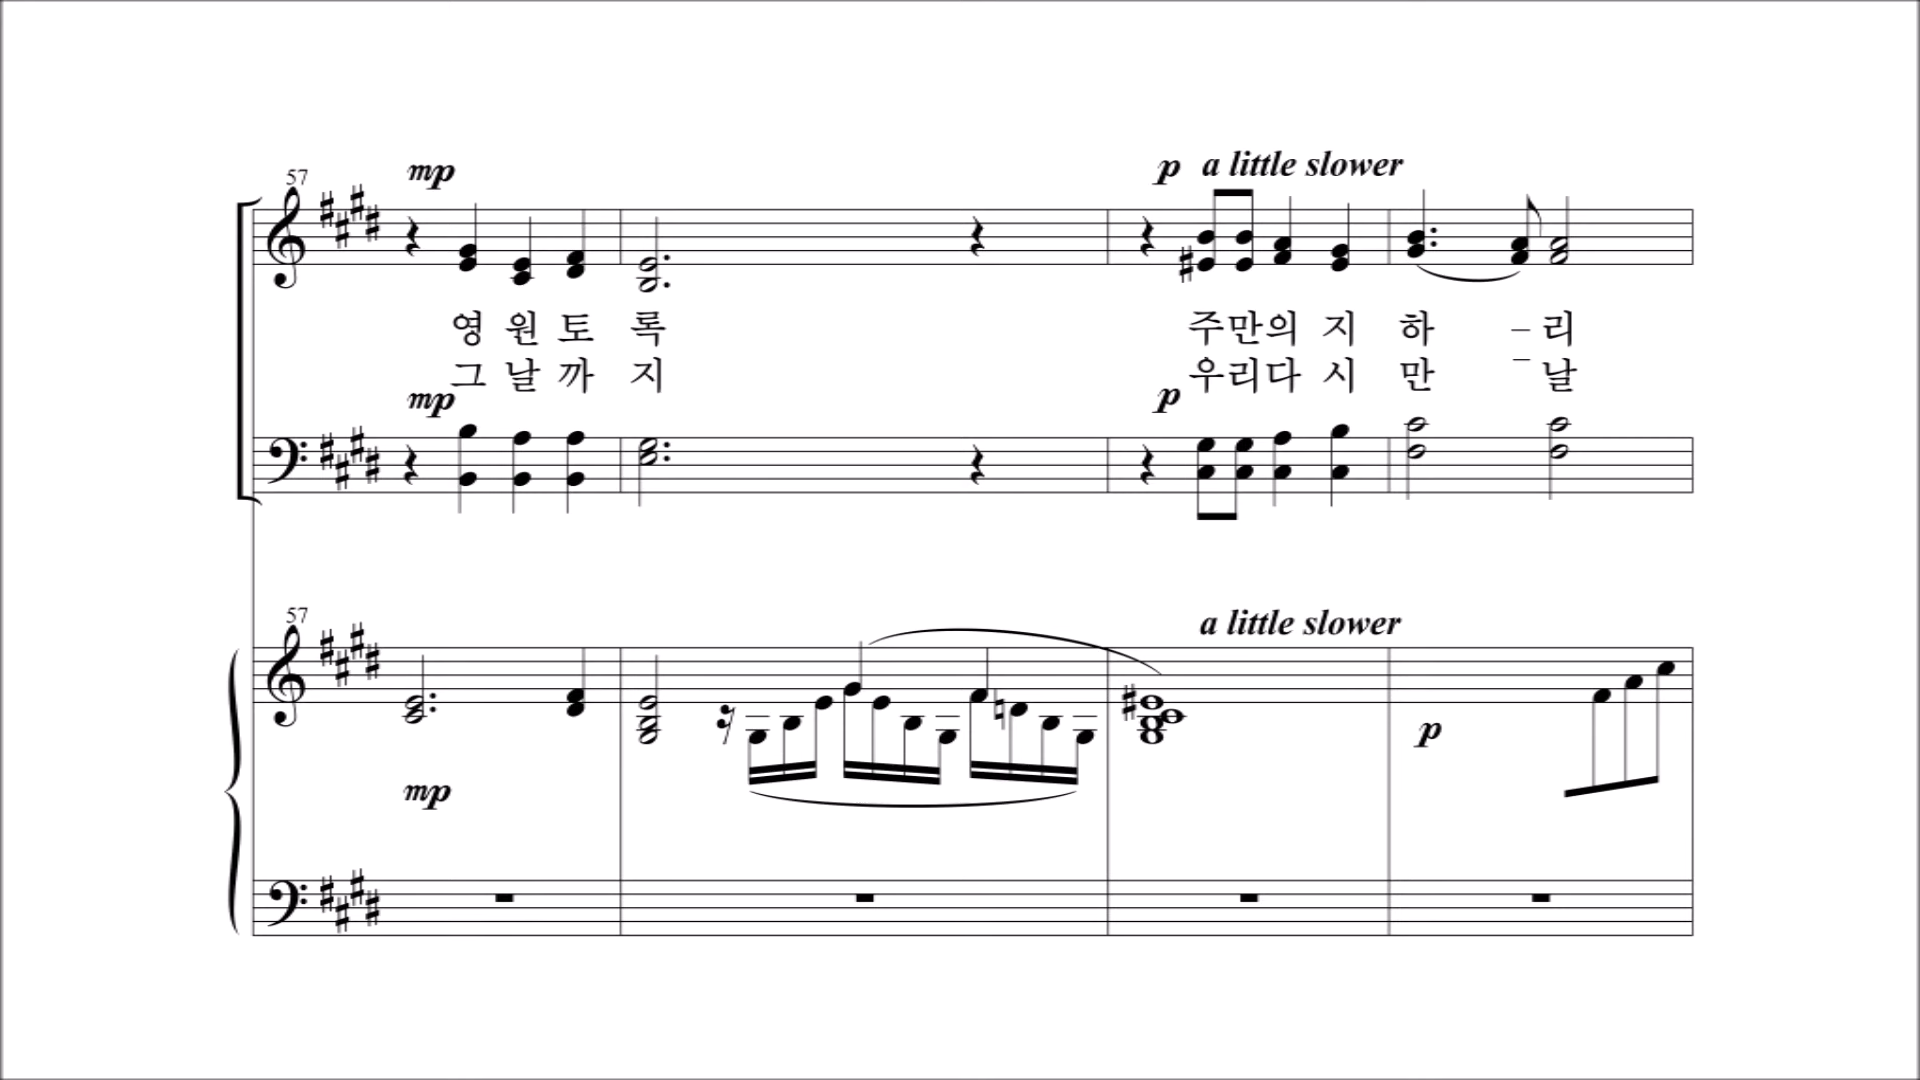 mp
p a little slower
57
영 원 토 록 주만의 지 하 – 리
그 날 까 지 우리다 시 만 – 날
mp
p
57
a little slower
mp
p